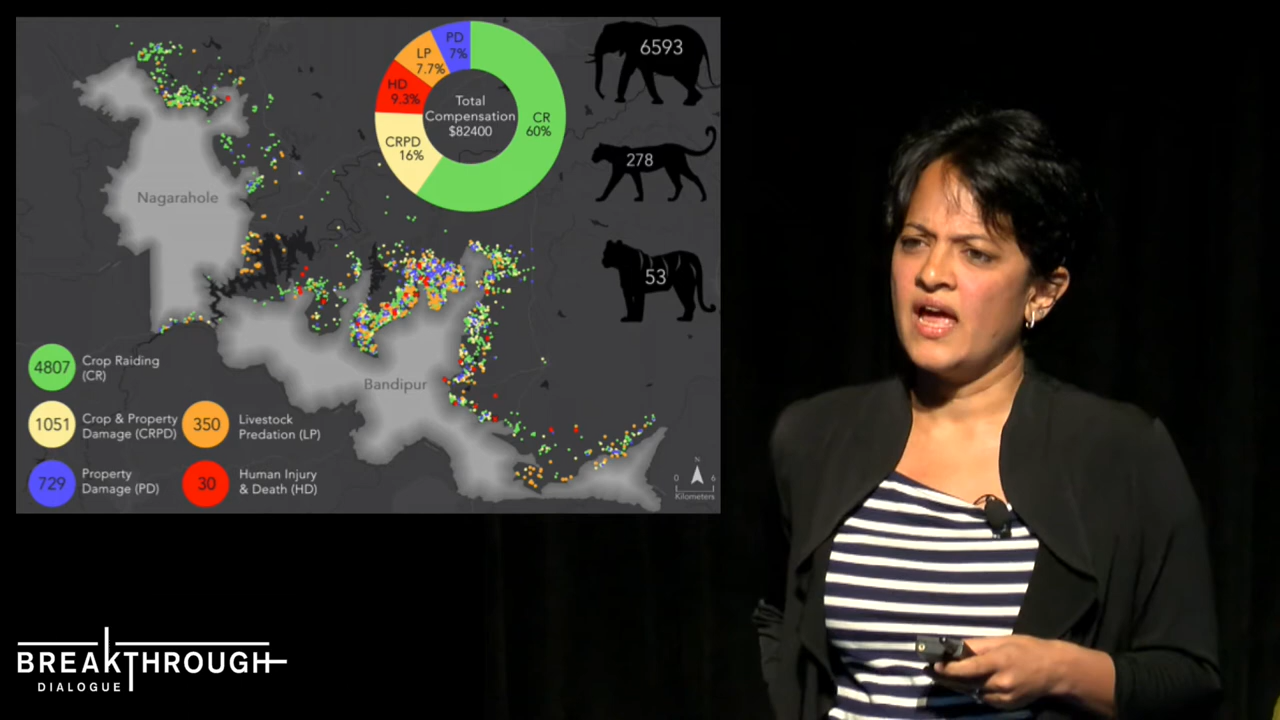 PD
7%
LP
7.7%
HD
9.3%
CRPD
16%
Total
Compensation
$82400
CR
60%
6593
278
53
Nagarahole
Bandipur
4807
Crop Raiding
(CR)
1051
Crop & Property
Damage (CRPD)
350
Livestock
Predation (LP)
729
Property
Damage (PD)
30
Human Injury
& Death (HD)
N
0 6
Kilometers
BREAKTHROUGH
DIALOGUE